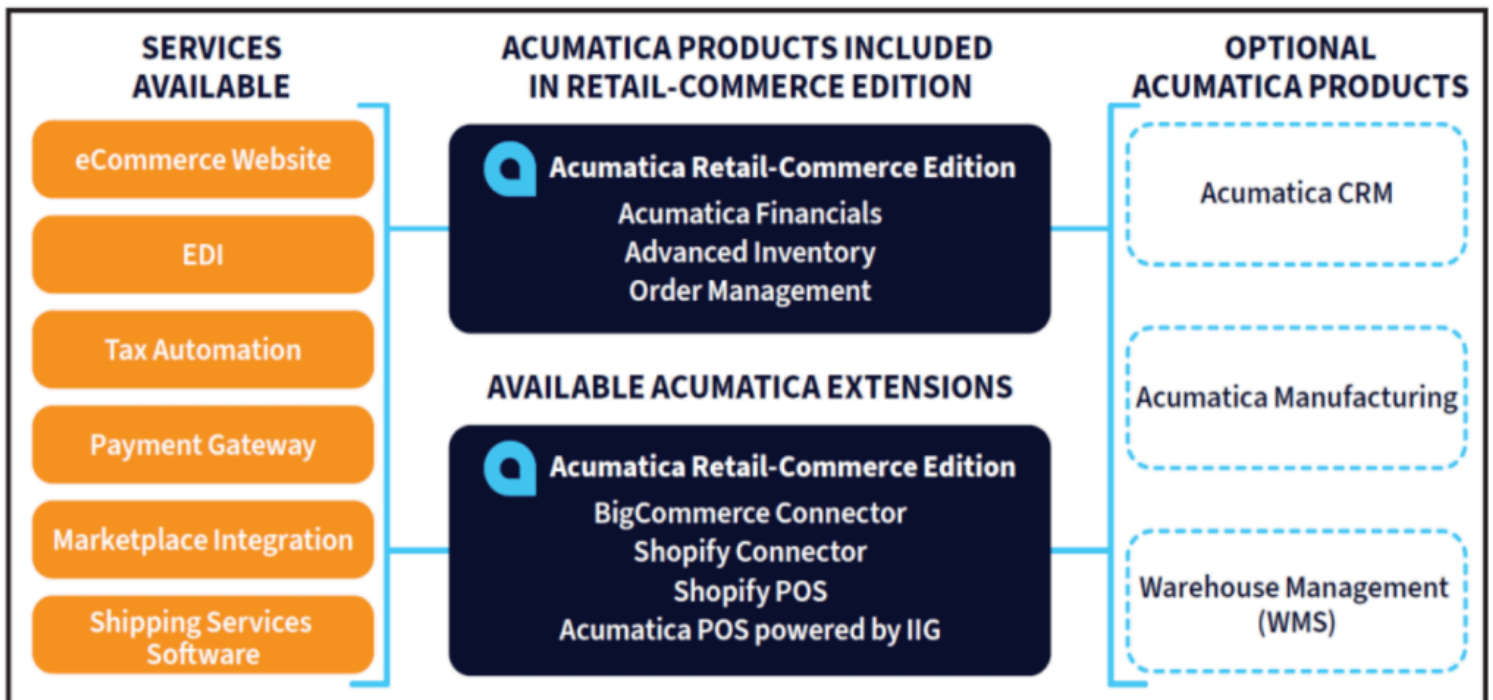 SERVICES
AVAILABLE
eCommerce Website
EDI
Tax Automation
Payment Gateway
Marketplace Integration
Shipping Services
Software
ACUMATICA PRODUCTS INCLUDED
IN RETAIL-COMMERCE EDITION
Acumatica Retail-Commerce Edition
Acumatica Financials
Advanced Inventory
Order Management
AVAILABLE ACUMATICA EXTENSIONS
Acumatica Retail-Commerce Edition
BigCommerce Connector
Shopify Connector
Shopify POS
Acumatica POS powered by IIG
OPTIONAL
ACUMATICA PRODUCTS
Acumatica CRM
Acumatica Manufacturing
Warehouse Management
(WMS)